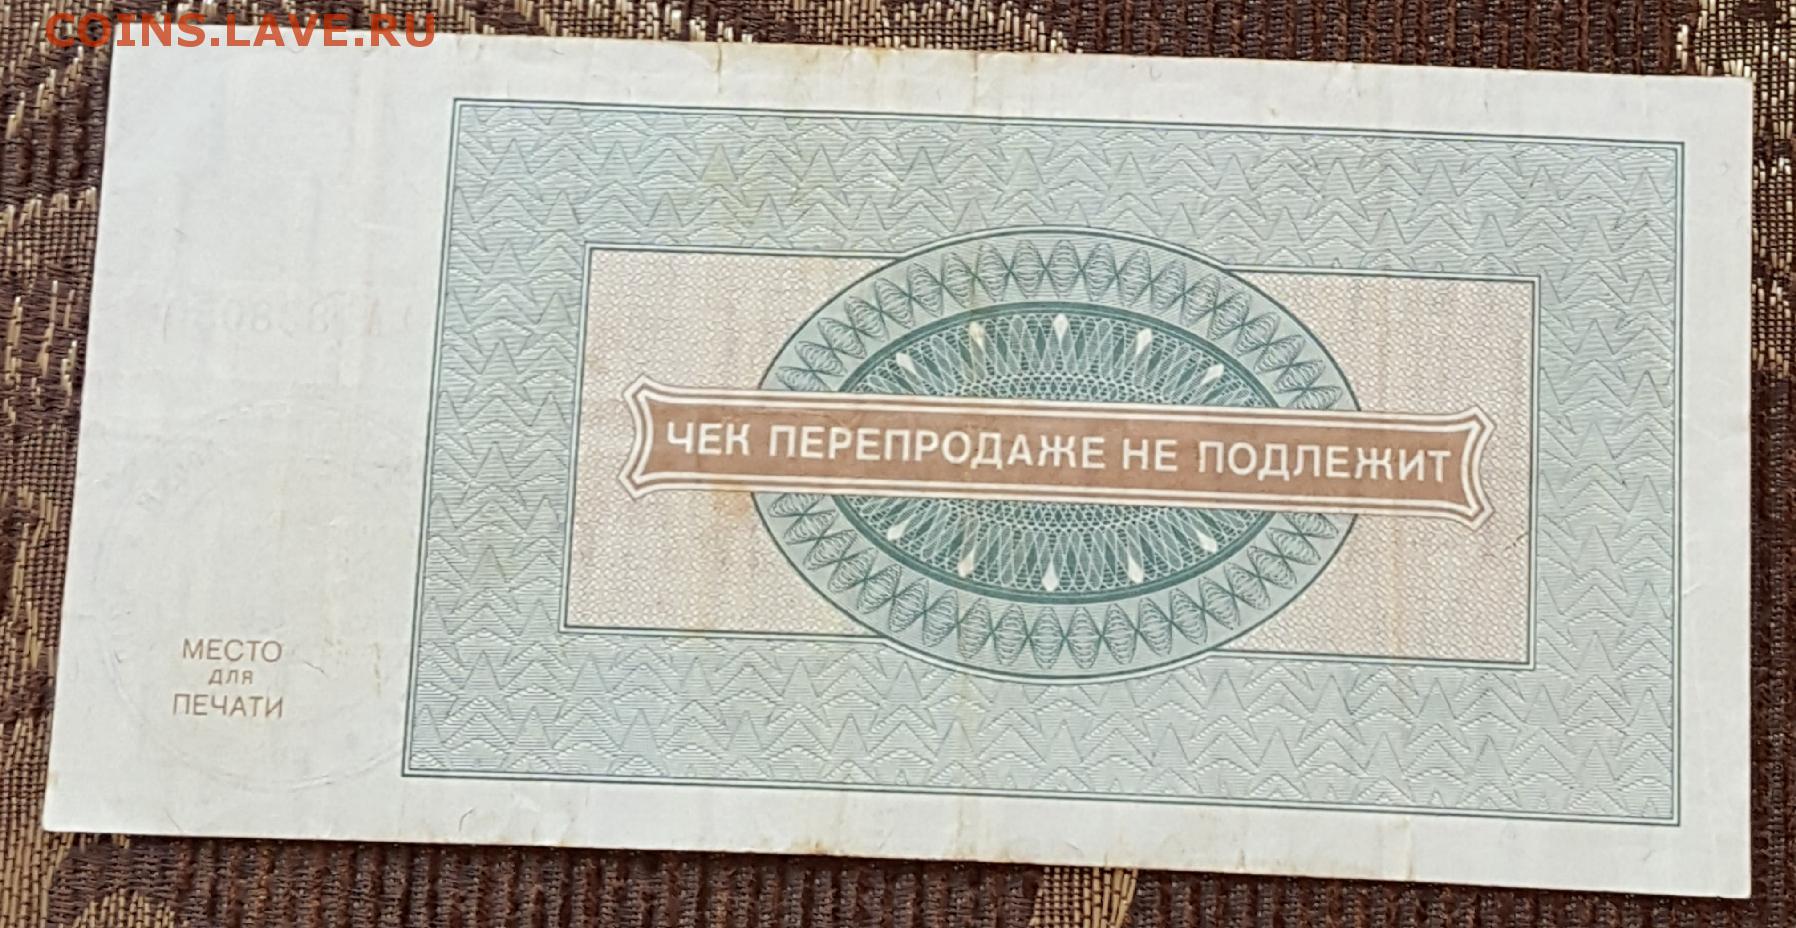 COINS.LAVE.RU
ЧЕК ПЕРЕПРОДАЖЕ НЕ ПОДЛЕЖИТ
МЕСТО
ДЛЯ
ПЕЧАТИ